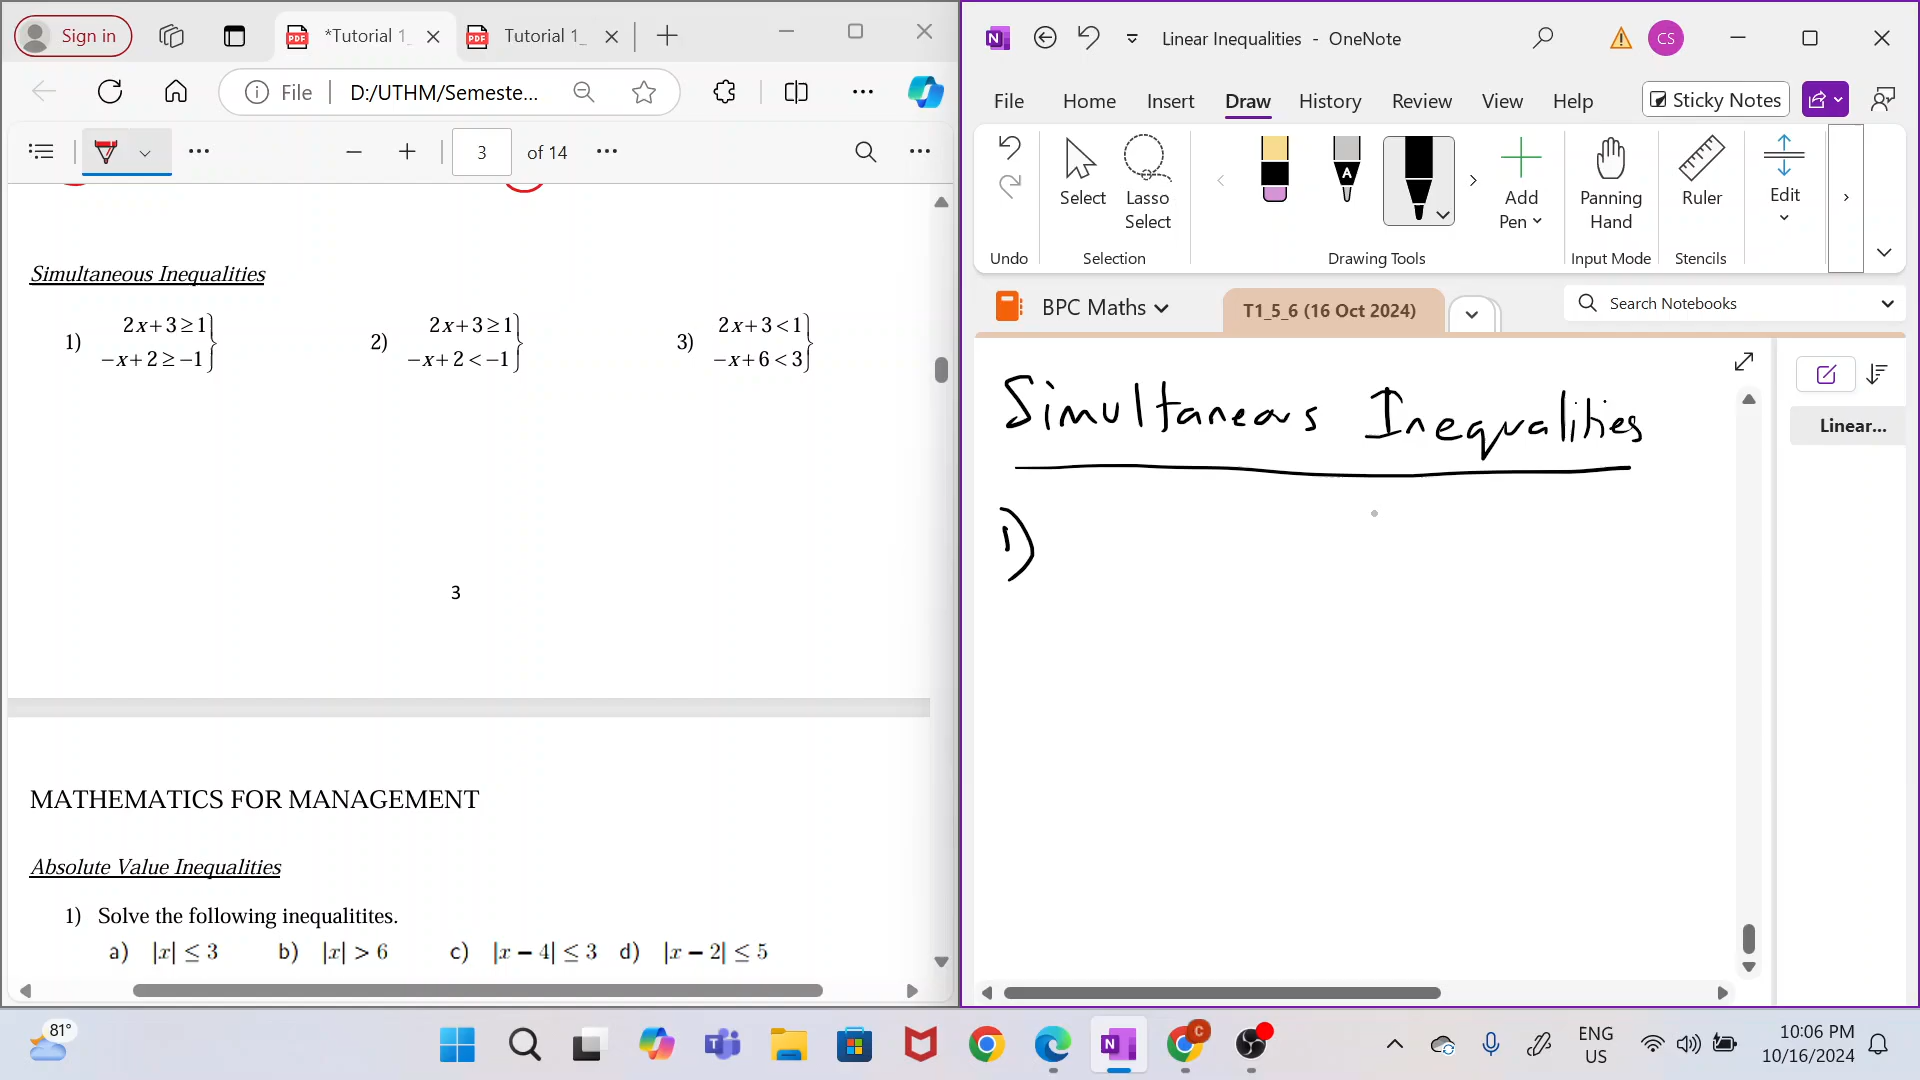 Sign in
*Tutorial 1_
Tutorial 1_
File
D:/UTHM/Semeste...
3 of 14
Simultaneous Inequalities
1) 2x+3≥1
-x+2≥-1
2) 2x+3≥1
-x+2<-1
3) 2x+3<1
-x+6<3
3
MATHEMATICS FOR MANAGEMENT
Absolute Value Inequalities
1) Solve the following inequalitites.
a) |x| ≤ 3 b) |x| > 6 c) |x − 4| ≤ 3 d) |x − 2| ≤ 5
Linear Inequalities - OneNote
CS
File Home Insert Draw History Review View Help
Sticky Notes
Select
Lasso Select
A
Add Pen
Panning Hand
Ruler
Edit
Undo
Selection
Drawing Tools
Input Mode
Stencils
BPC Maths
T1_5_6 (16 Oct 2024)
Search Notebooks
Linear...
Simultaneous Inequalities
1)
81°
ENG
US
10:06 PM
10/16/2024